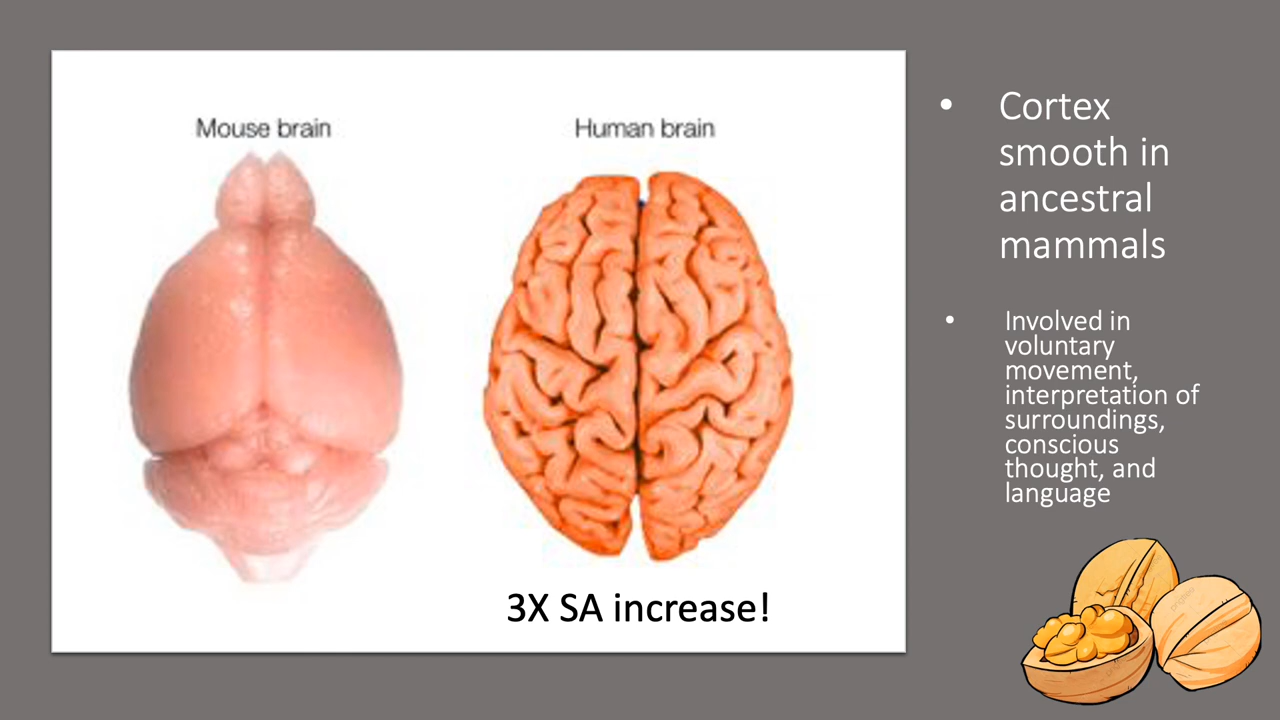 Mouse brain
Human brain
3X SA increase!
• Cortex
smooth in
ancestral
mammals
• Involved in
voluntary
movement,
interpretation of
surroundings,
conscious
thought, and
language